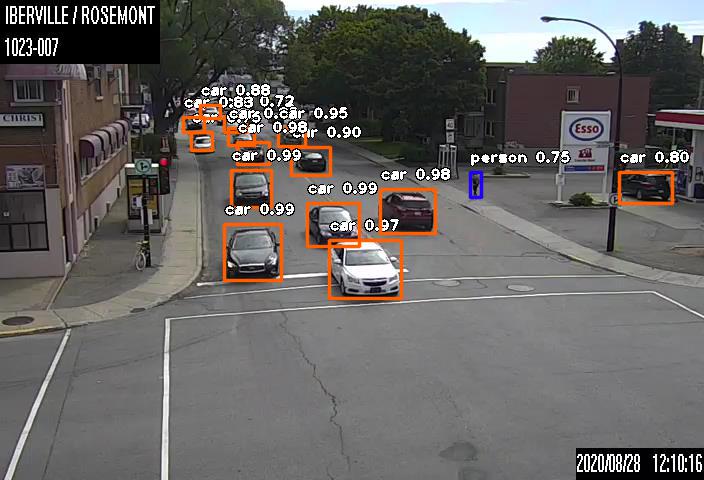 IBERVILLE / ROSEMONT
1023-007
car 0.88
car 0.83
0.72
car 0.95
car 0.98
car 0.90
car 0.99
person 0.75
car 0.80
car 0.98
car 0.99
car 0.99
car 0.97
CHRIST
Esso
P
2020/08/28 12:10:16